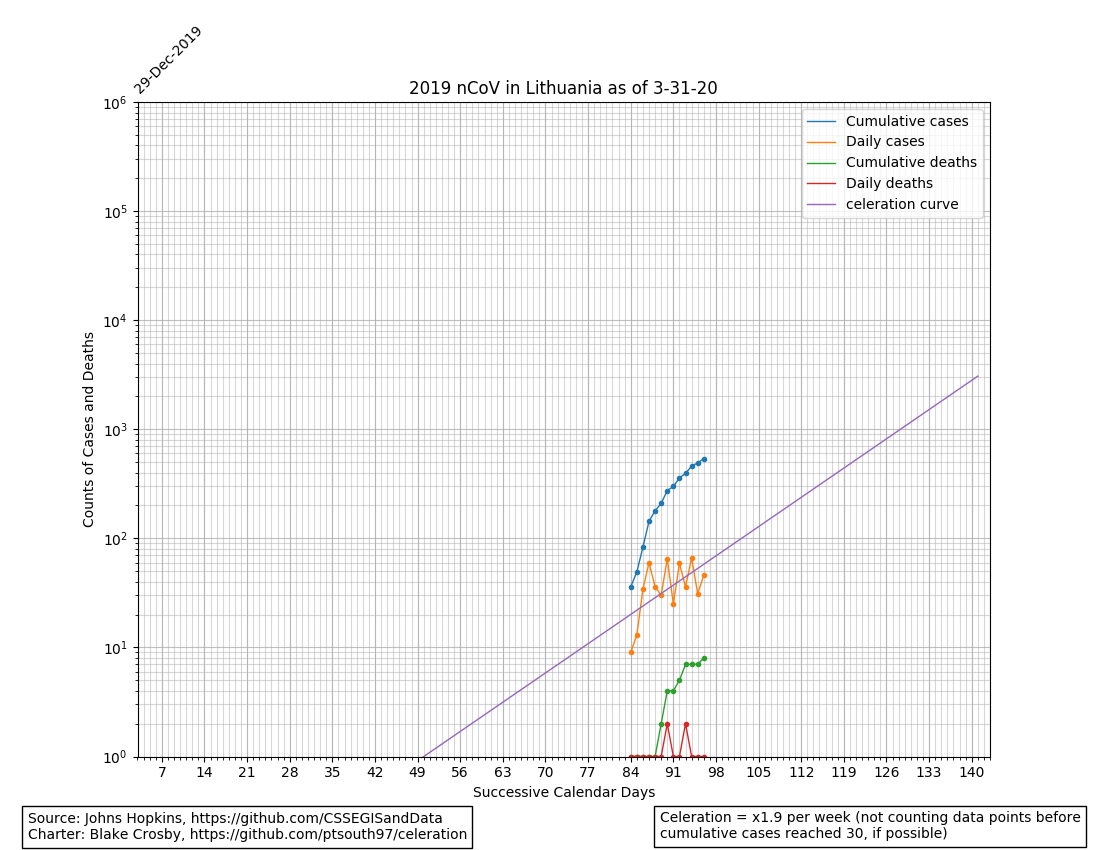 29-Dec-2019
2019 nCoV in Lithuania as of 3-31-20
Cumulative cases
Daily cases
Cumulative deaths
Daily deaths
celeration curve
Counts of Cases and Deaths
10^6
10^5
10^4
10^3
10^2
10^1
10^0
7 14 21 28 35 42 49 56 63 70 77 84 91 98 105 112 119 126 133 140
Successive Calendar Days
Source: Johns Hopkins, https://github.com/CSSEGISandData
Charter: Blake Crosby, https://github.com/ptsouth97/celeration
Celeration = x1.9 per week (not counting data points before
cumulative cases reached 30, if possible)